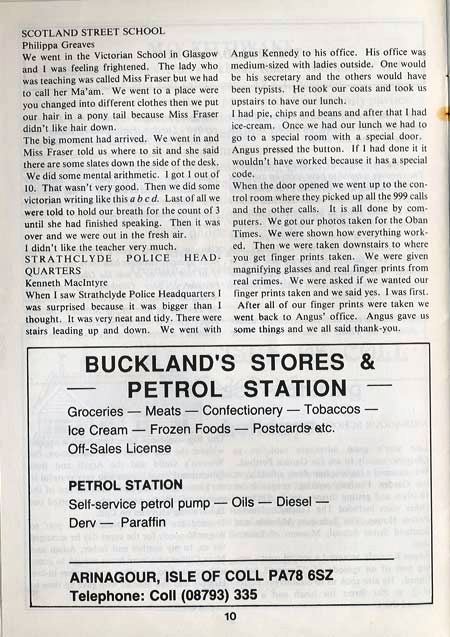 SCOTLAND STREET SCHOOL
Philippa Greaves
We went in the Victorian School in Glasgow
and I was feeling frightened. The lady who
was teaching was called Miss Fraser but we had
to call her Ma'am. We went to a place were
you changed into different clothes then we put
our hair in a pony tail because Miss Fraser
didn't like hair down.
The big moment had arrived. We went in and
Miss Fraser told us where to sit and she said
there are some slates down the side of the desk.
We did some mental arithmetic. I got 1 out of
10. That wasn't very good. Then we did some
victorian writing like this a b c d. Last of all we
were told to hold our breath for the count of 3
until she had finished speaking. Then it was
over and we were out in the fresh air.
I didn't like the teacher very much.
STRATHCLYDE POLICE HEAD-
QUARTERS
Kenneth MacIntyre
When I saw Strathclyde Police Headquarters I
was surprised because it was bigger than I
thought. It was very neat and tidy. There were
stairs leading up and down. We went with
Angus Kennedy to his office. His office was
medium-sized with ladies outside. One would
be his secretary and the others would have
been typists. He took our coats and took us
upstairs to have our lunch.
I had pie, chips and beans and after that I had
ice-cream. Once we had our lunch we had to
go to a special room with a special door.
Angus pressed the button. If I had done it it
wouldn't have worked because it has a special
code.
When the door opened we went up to the con-
trol room where they picked up all the 999 calls
and the other calls. It is all done by com-
puters. We got our photos taken for the Oban
Times. We were shown how everything work-
ed. Then we were taken downstairs to where
you get finger prints taken. We were given
magnifying glasses and real finger prints from
real crimes. We were asked if we wanted our
finger prints taken and we said yes. I was first.
After all of our finger prints were taken we
went back to Angus' office. Angus gave us
some things and we all said thank-you.
BUCKLAND'S STORES &
— PETROL STATION —
Groceries — Meats — Confectionery — Tobaccos —
Ice Cream — Frozen Foods — Postcards etc.
Off-Sales License
PETROL STATION
Self-service petrol pump — Oils — Diesel —
Derv — Paraffin
ARINAGOUR, ISLE OF COLL PA78 6SZ
Telephone: Coll (08793) 335
10